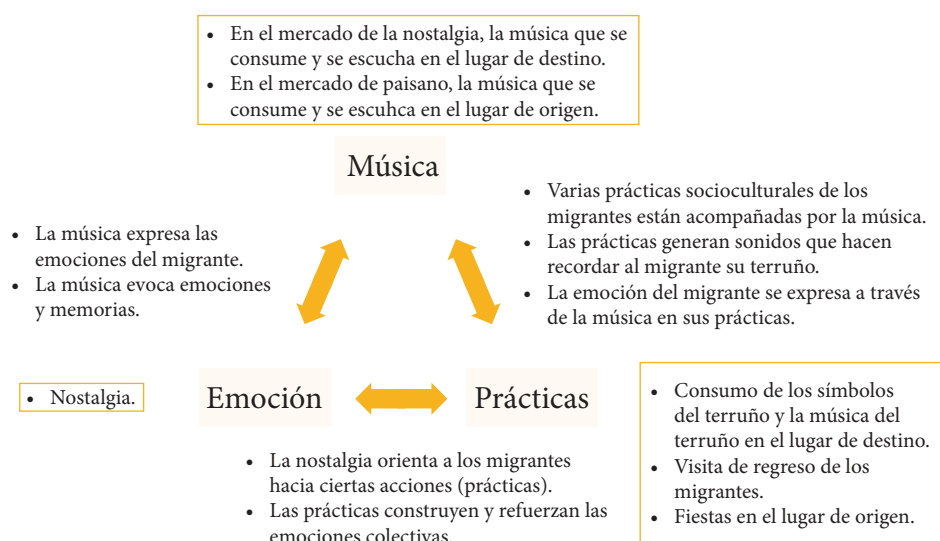 • En el mercado de la nostalgia, la música que se
consume y se escucha en el lugar de destino.
• En el mercado de paisano, la música que se
consume y se escuhca en el lugar de origen.
Música
• La música expresa las
emociones del migrante.
• La música evoca emociones
y memorias.
• Varias prácticas socioculturales de los
migrantes están acompañadas por la música.
• Las prácticas generan sonidos que hacen
recordar al migrante su terruño.
• La emoción del migrante se expresa a través
de la música en sus prácticas.
• Nostalgia.
Emoción
Prácticas
• Consumo de los símbolos
del terruño y la música del
terruño en el lugar de destino.
• Visita de regreso de los
migrantes.
• Fiestas en el lugar de origen.
• La nostalgia orienta a los migrantes
hacia ciertas acciones (prácticas).
• Las prácticas construyen y refuerzan las
emociones colectivas.